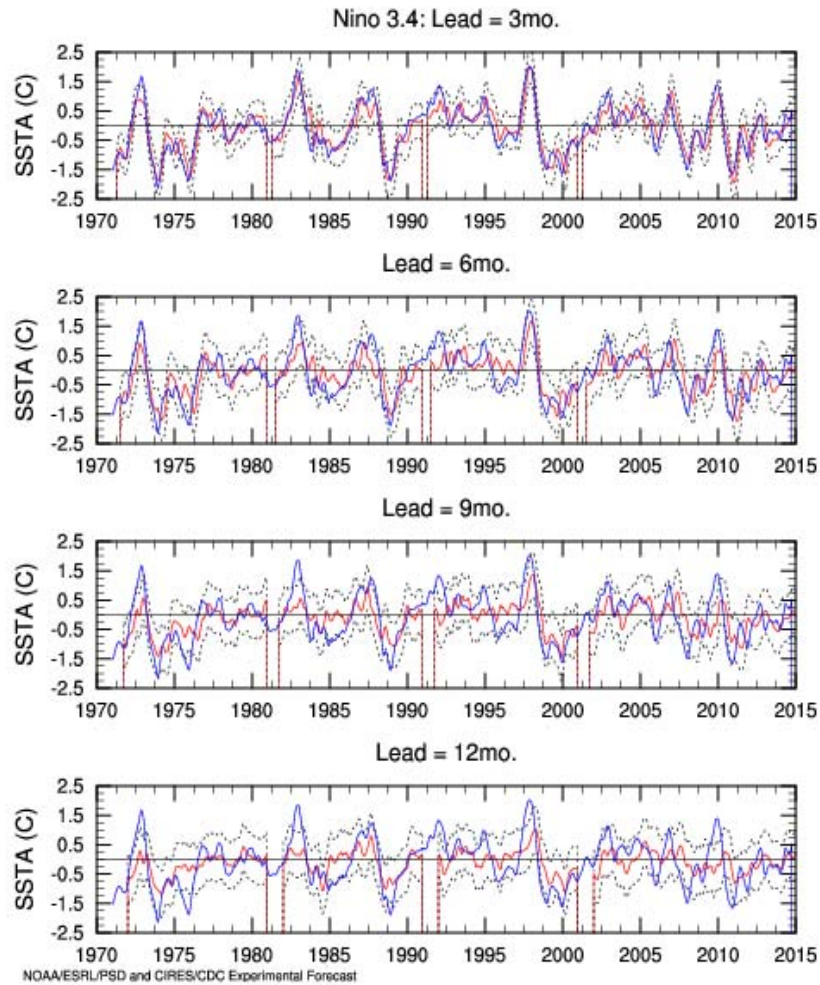 Nino 3.4: Lead = 3mo.
2.5
1.5
0.5
-0.5
-1.5
-2.5
SSTA (C)
1970 1975 1980 1985 1990 1995 2000 2005 2010 2015
Lead = 6mo.
2.5
1.5
0.5
-0.5
-1.5
-2.5
SSTA (C)
1970 1975 1980 1985 1990 1995 2000 2005 2010 2015
Lead = 9mo.
2.5
1.5
0.5
-0.5
-1.5
-2.5
SSTA (C)
1970 1975 1980 1985 1990 1995 2000 2005 2010 2015
Lead = 12mo.
2.5
1.5
0.5
-0.5
-1.5
-2.5
SSTA (C)
1970 1975 1980 1985 1990 1995 2000 2005 2010 2015
NOAA/ESRL/PSD and CIRES/CDC Experimental Forecast